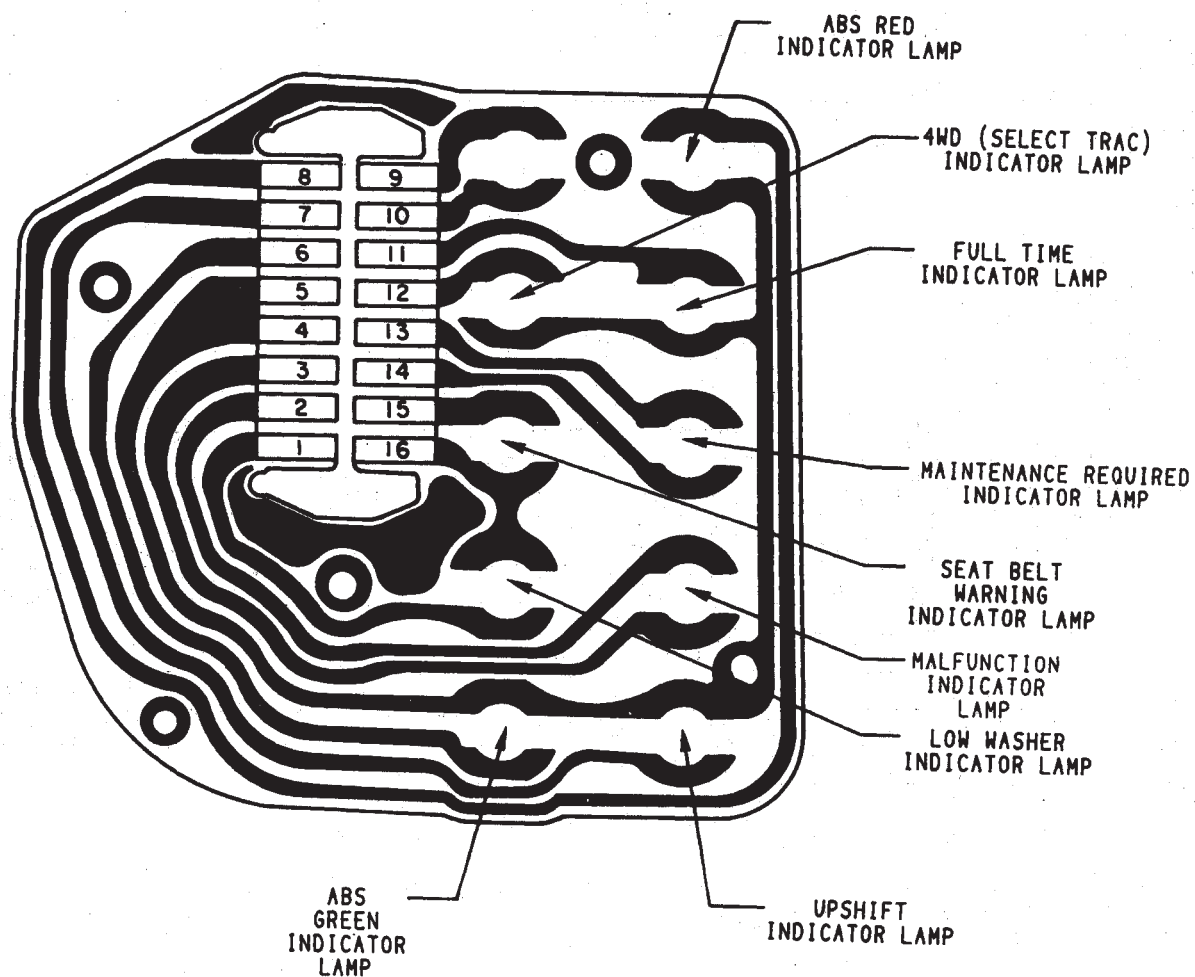 ABS RED
INDICATOR LAMP
4WD (SELECT TRAC)
INDICATOR LAMP
8 9
7 10
6 11
5 12
4 13
3 14
2 15
1 16
FULL TIME
INDICATOR LAMP
MAINTENANCE REQUIRED
INDICATOR LAMP
SEAT BELT
WARNING
INDICATOR LAMP
MALFUNCTION
INDICATOR
LAMP
LOW WASHER
INDICATOR LAMP
ABS
GREEN
INDICATOR
LAMP
UPSHIFT
INDICATOR LAMP